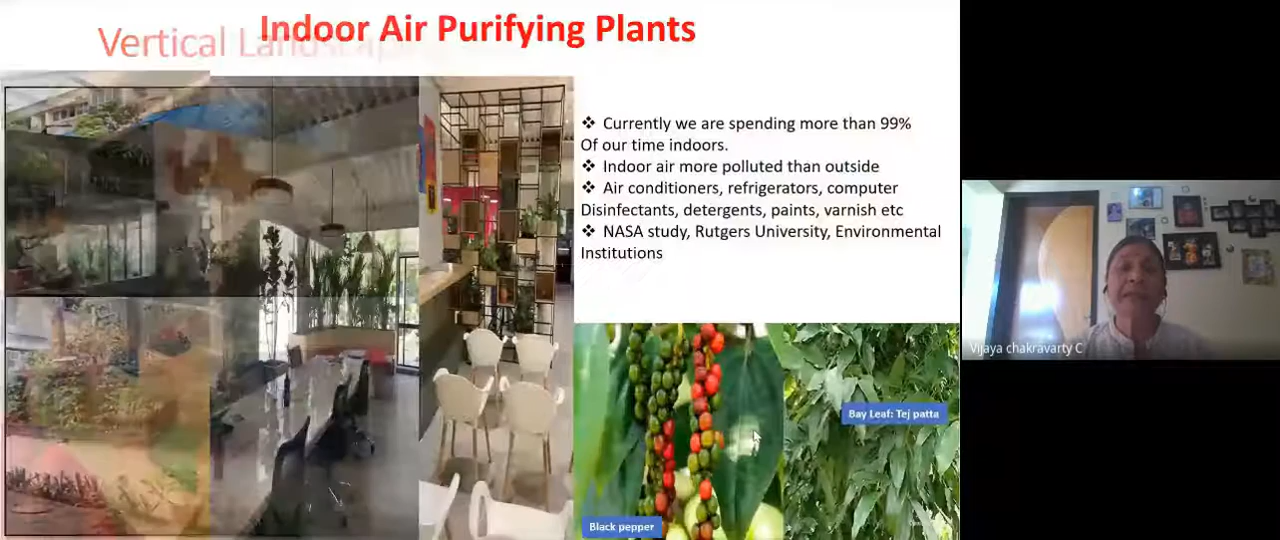 Indoor Air Purifying Plants
Vertical Landscap
❖ Currently we are spending more than 99%
Of our time indoors.
❖ Indoor air more polluted than outside
❖ Air conditioners, refrigerators, computer
Disinfectants, detergents, paints, varnish etc
❖ NASA study, Rutgers University, Environmental
Institutions
Vijaya chakravarty C
Bay Leaf: Tej patta
Black pepper